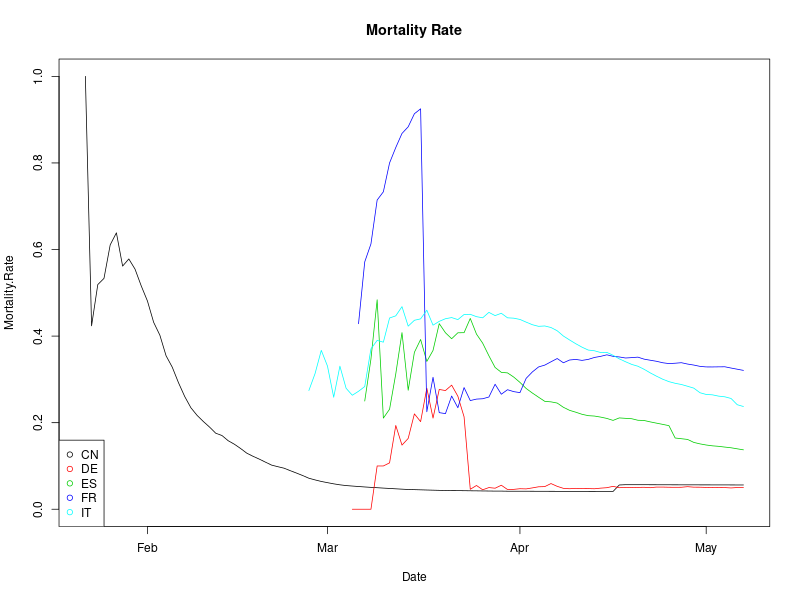 Mortality Rate
Mortality.Rate
1.0
0.8
0.6
0.4
0.2
0.0
CN
DE
ES
FR
IT
Feb Mar Apr May
Date